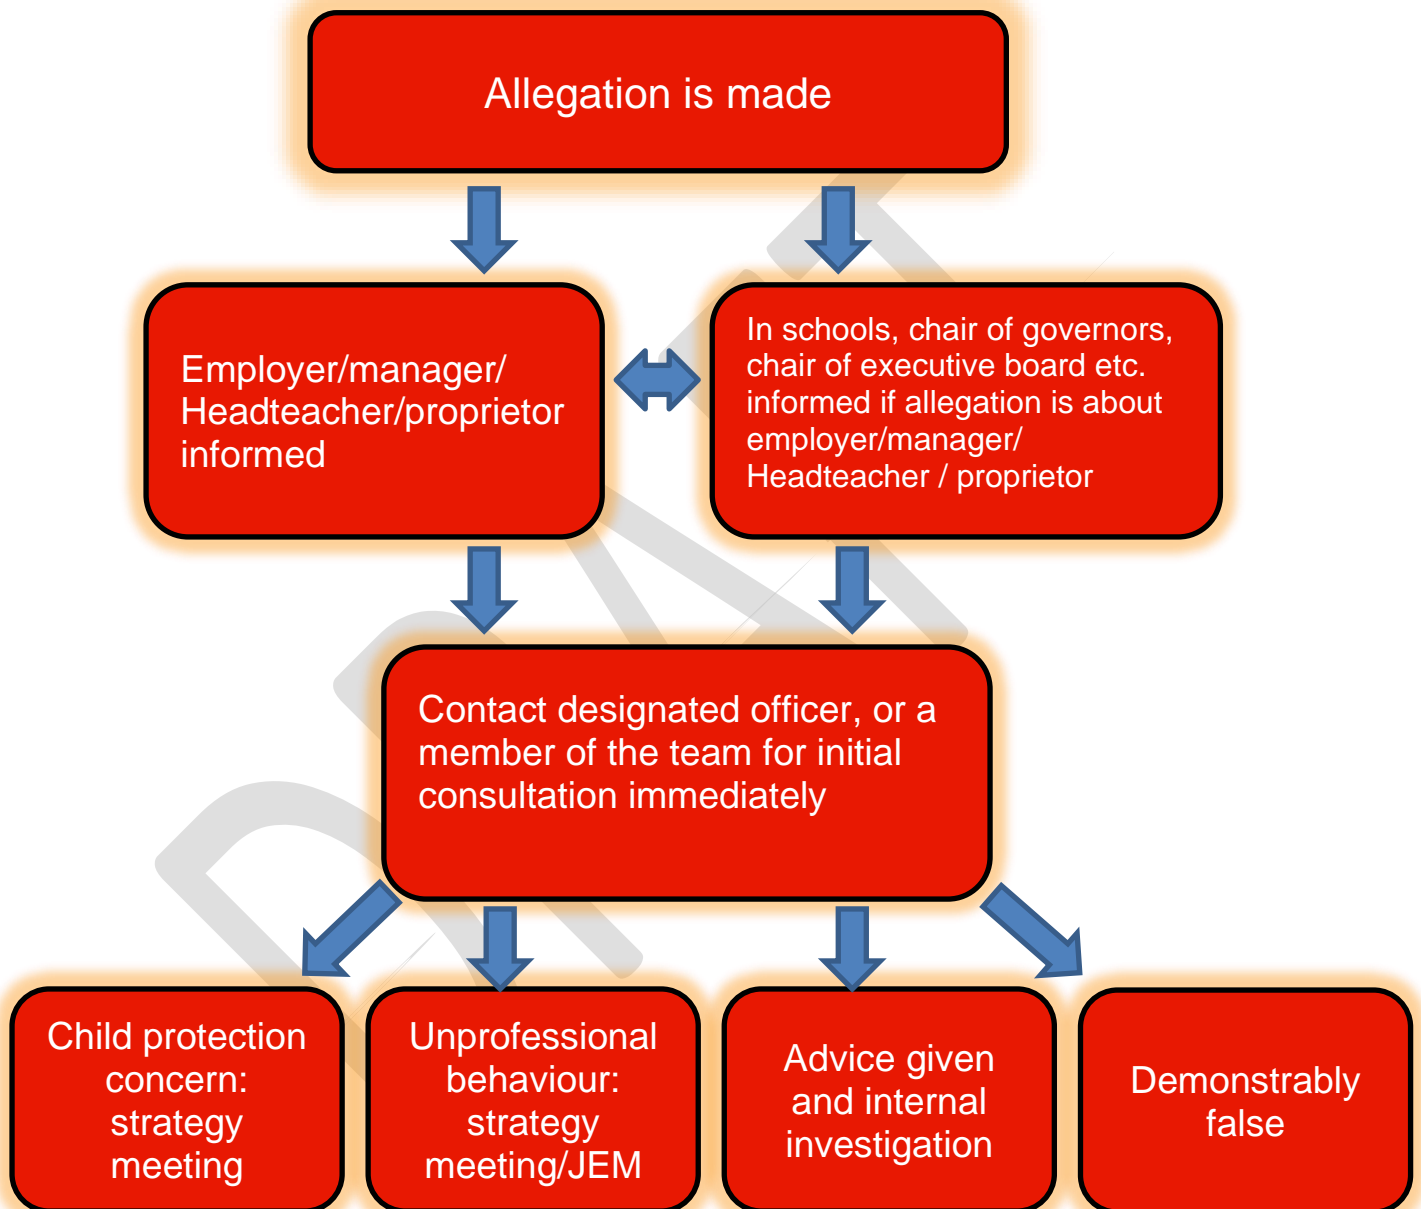 Allegation is made
Employer/manager/
Headteacher/proprietor
informed
In schools, chair of governors,
chair of executive board etc.
informed if allegation is about
employer/manager/
Headteacher / proprietor
Contact designated officer, or a
member of the team for initial
consultation immediately
Child protection
concern:
strategy
meeting
Unprofessional
behaviour:
strategy
meeting/JEM
Advice given
and internal
investigation
Demonstrably
false
DRAFT